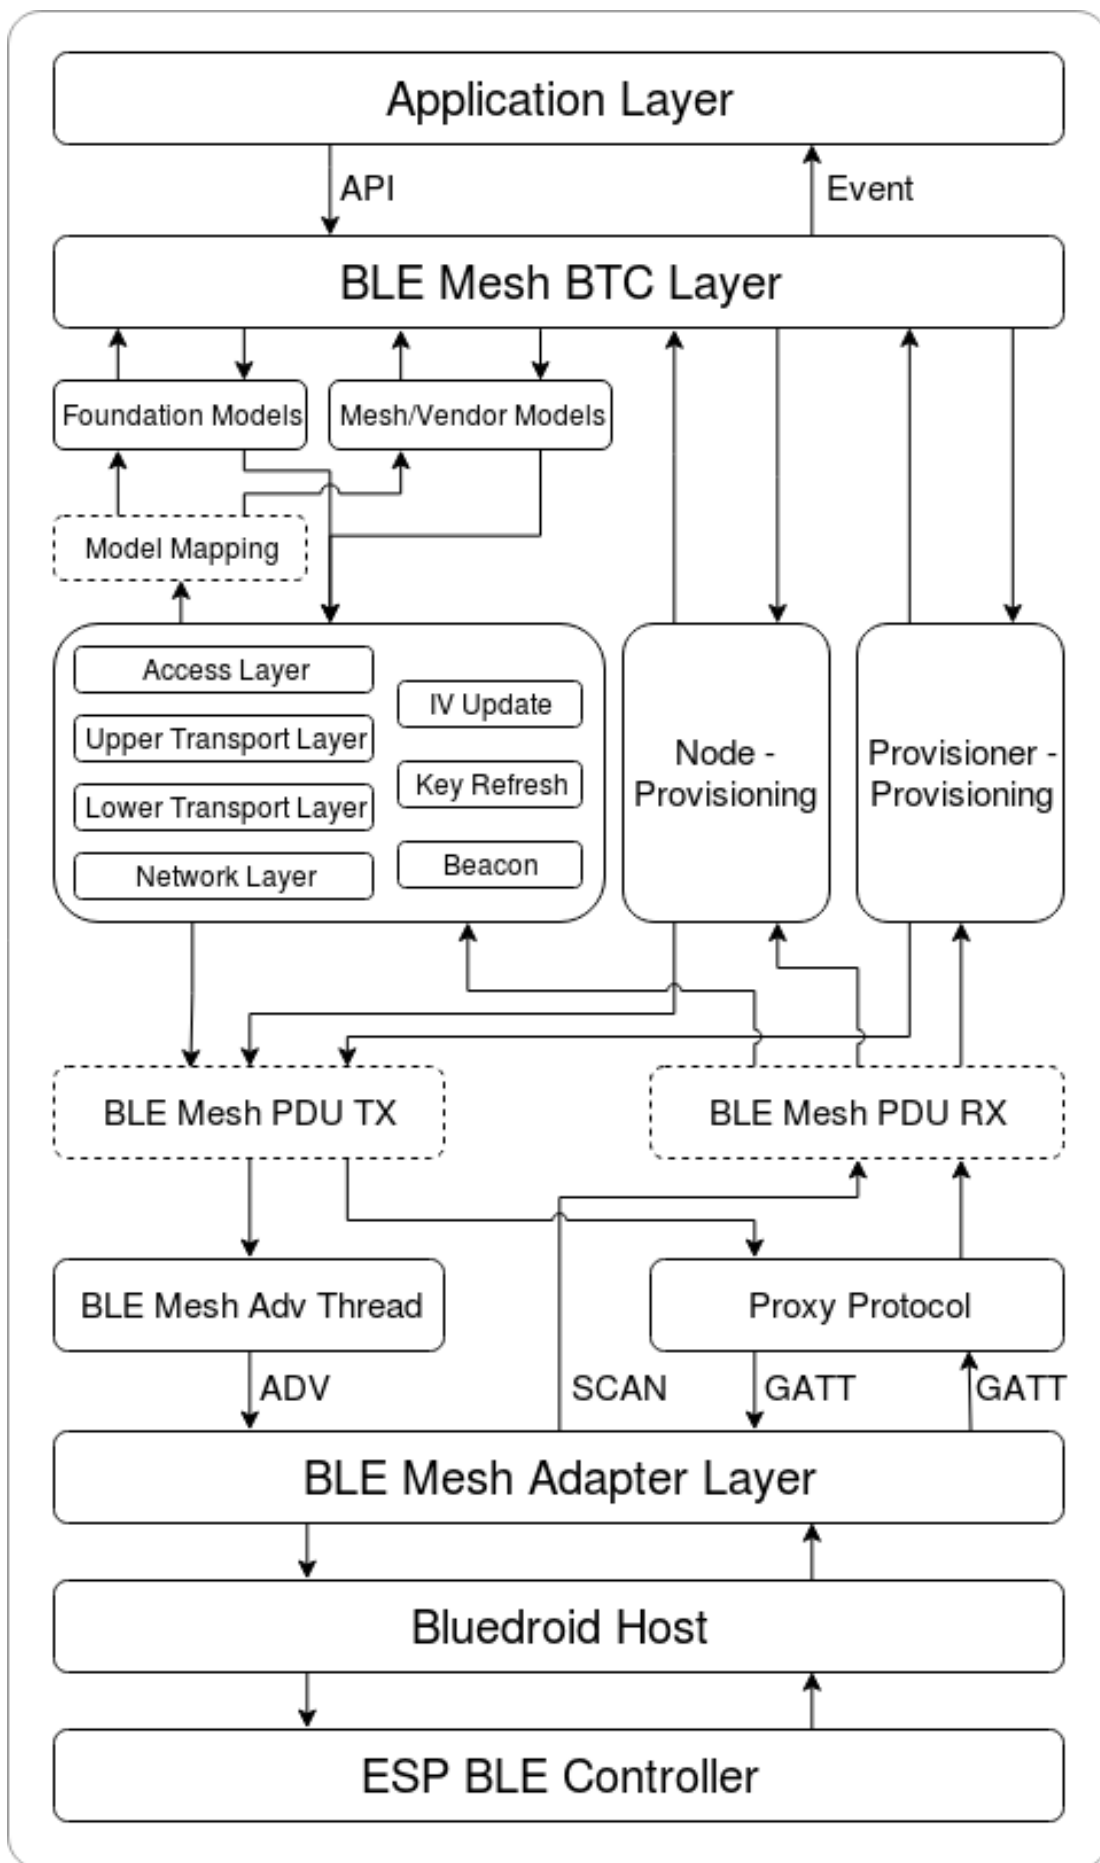 Application Layer
API
Event
BLE Mesh BTC Layer
Foundation Models
Mesh/Vendor Models
Model Mapping
Access Layer
Upper Transport Layer
Lower Transport Layer
Network Layer
IV Update
Key Refresh
Beacon
Node -
Provisioning
Provisioner -
Provisioning
BLE Mesh PDU TX
BLE Mesh PDU RX
BLE Mesh Adv Thread
Proxy Protocol
ADV
SCAN
GATT
GATT
BLE Mesh Adapter Layer
Bluedroid Host
ESP BLE Controller